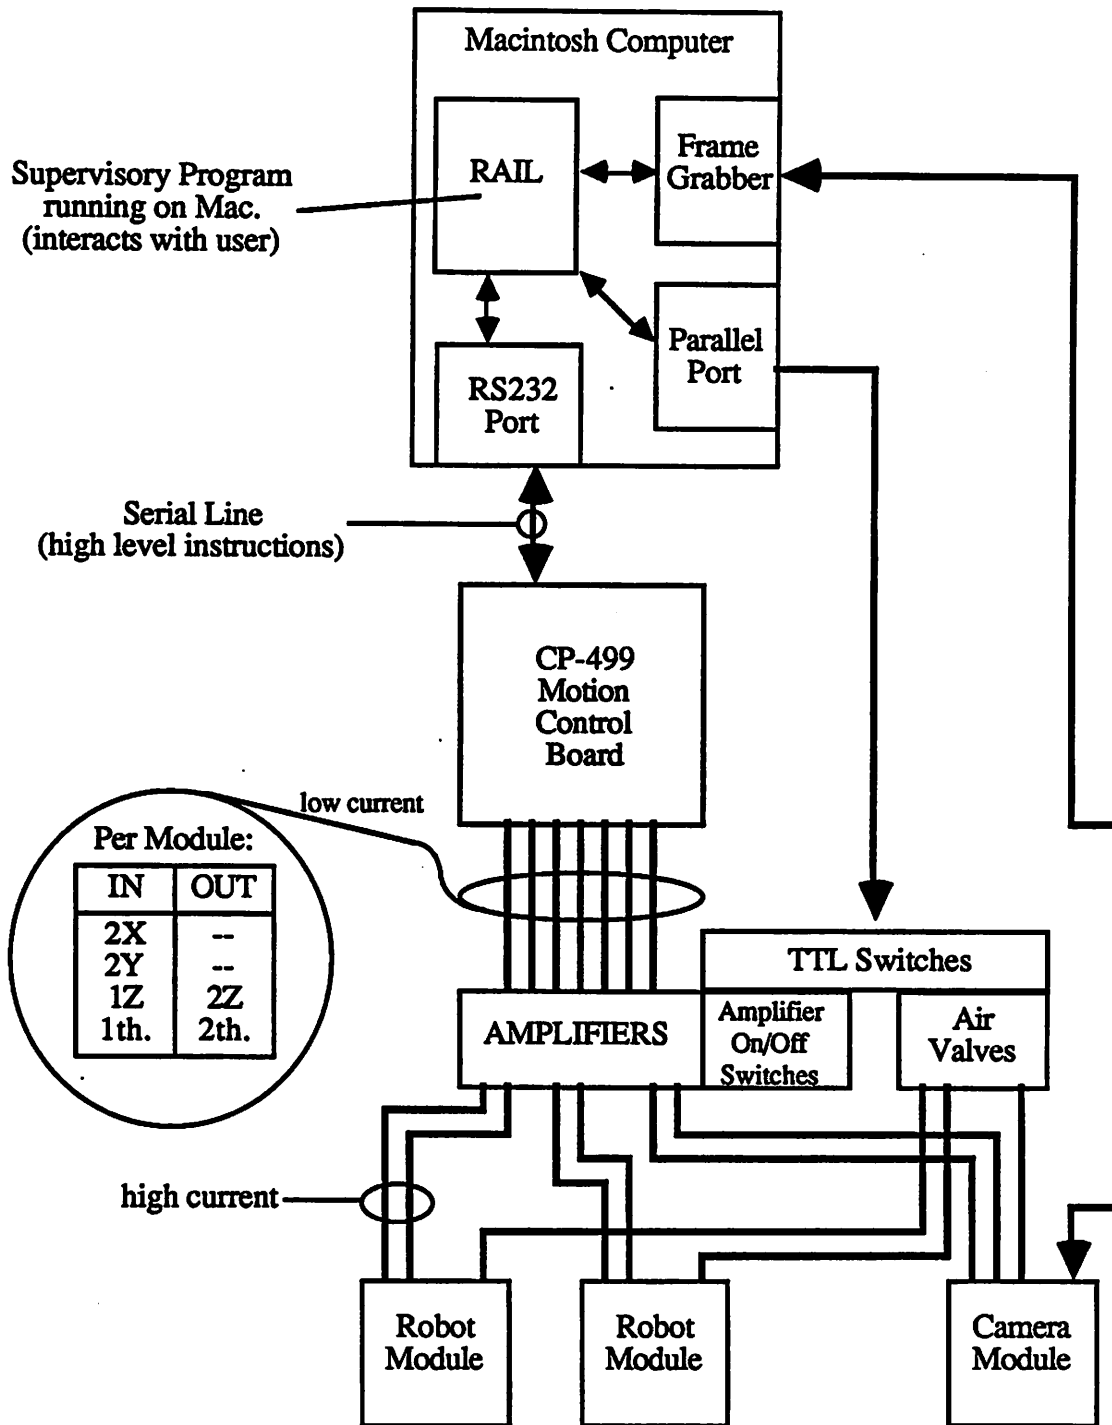 Macintosh Computer
RAIL
Frame
Grabber
Supervisory Program
running on Mac.
(interacts with user)
Parallel
Port
RS232
Port
Serial Line
(high level instructions)
CP-499
Motion
Control
Board
low current
Per Module:
IN OUT
2X --
2Y --
1Z 2Z
1th. 2th.
TTL Switches
AMPLIFIERS
Amplifier
On/Off
Switches
Air
Valves
high current
Robot
Module
Robot
Module
Camera
Module